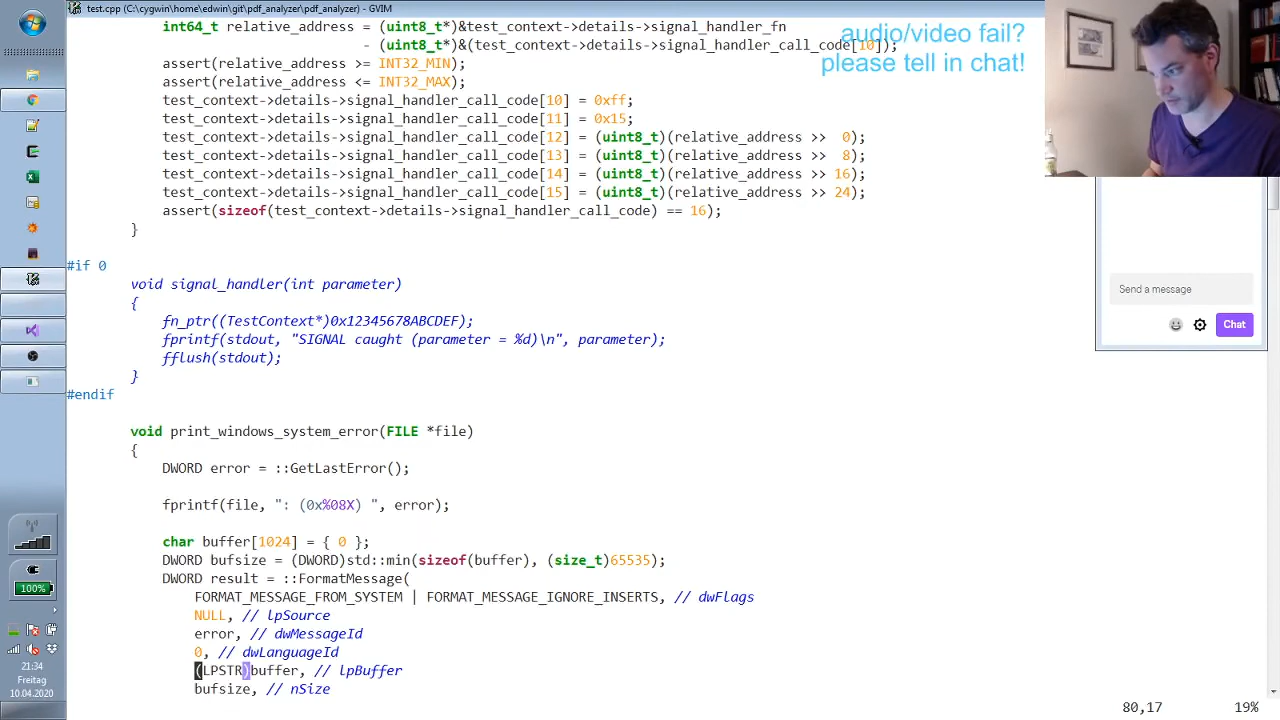 test.cpp (C:\cygwin\home\edwin\git\pdf_analyzer\pdf_analyzer) - GVIM
int64_t relative_address = (uint8_t*)&test_context->details->signal_handler_fn
- (uint8_t*)&(test_context->details->signal_handler_call_code[10]);
assert(relative_address >= INT32_MIN);
assert(relative_address <= INT32_MAX);
test_context->details->signal_handler_call_code[10] = 0xff;
test_context->details->signal_handler_call_code[11] = 0x15;
test_context->details->signal_handler_call_code[12] = (uint8_t)(relative_address >>  0);
test_context->details->signal_handler_call_code[13] = (uint8_t)(relative_address >>  8);
test_context->details->signal_handler_call_code[14] = (uint8_t)(relative_address >> 16);
test_context->details->signal_handler_call_code[15] = (uint8_t)(relative_address >> 24);
assert(sizeof(test_context->details->signal_handler_call_code) == 16);
}
#if 0
void signal_handler(int parameter)
{
fn_ptr((TestContext*)0x12345678ABCDEF);
fprintf(stdout, "SIGNAL caught (parameter = %d)\n", parameter);
fflush(stdout);
}
#endif
void print_windows_system_error(FILE *file)
{
DWORD error = ::GetLastError();
fprintf(file, ": (0x%08X) ", error);
char buffer[1024] = { 0 };
DWORD bufsize = (DWORD)std::min(sizeof(buffer), (size_t)65535);
DWORD result = ::FormatMessage(
FORMAT_MESSAGE_FROM_SYSTEM | FORMAT_MESSAGE_IGNORE_INSERTS, // dwFlags
NULL, // lpSource
error, // dwMessageId
0, // dwLanguageId
(LPSTR)buffer, // lpBuffer
bufsize, // nSize
80,17 19%
audio/video fail?
please tell in chat!
Send a message
Chat
100%
21:34
Freitag
10.04.2020